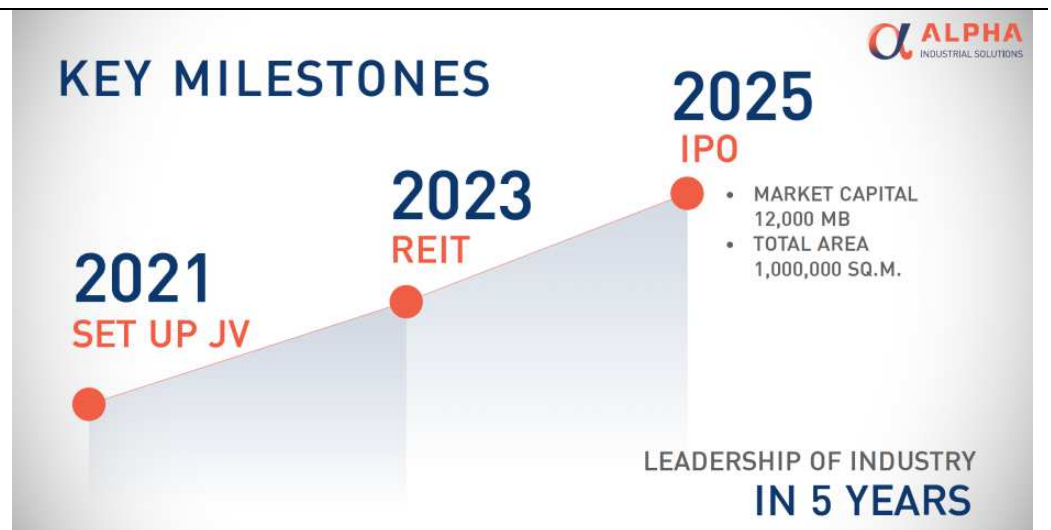 ALPHA
INDUSTRIAL SOLUTIONS
KEY MILESTONES
2025
IPO
• MARKET CAPITAL
12,000 MB
• TOTAL AREA
1,000,000 SQ.M.
2023
REIT
2021
SET UP JV
LEADERSHIP OF INDUSTRY
IN 5 YEARS